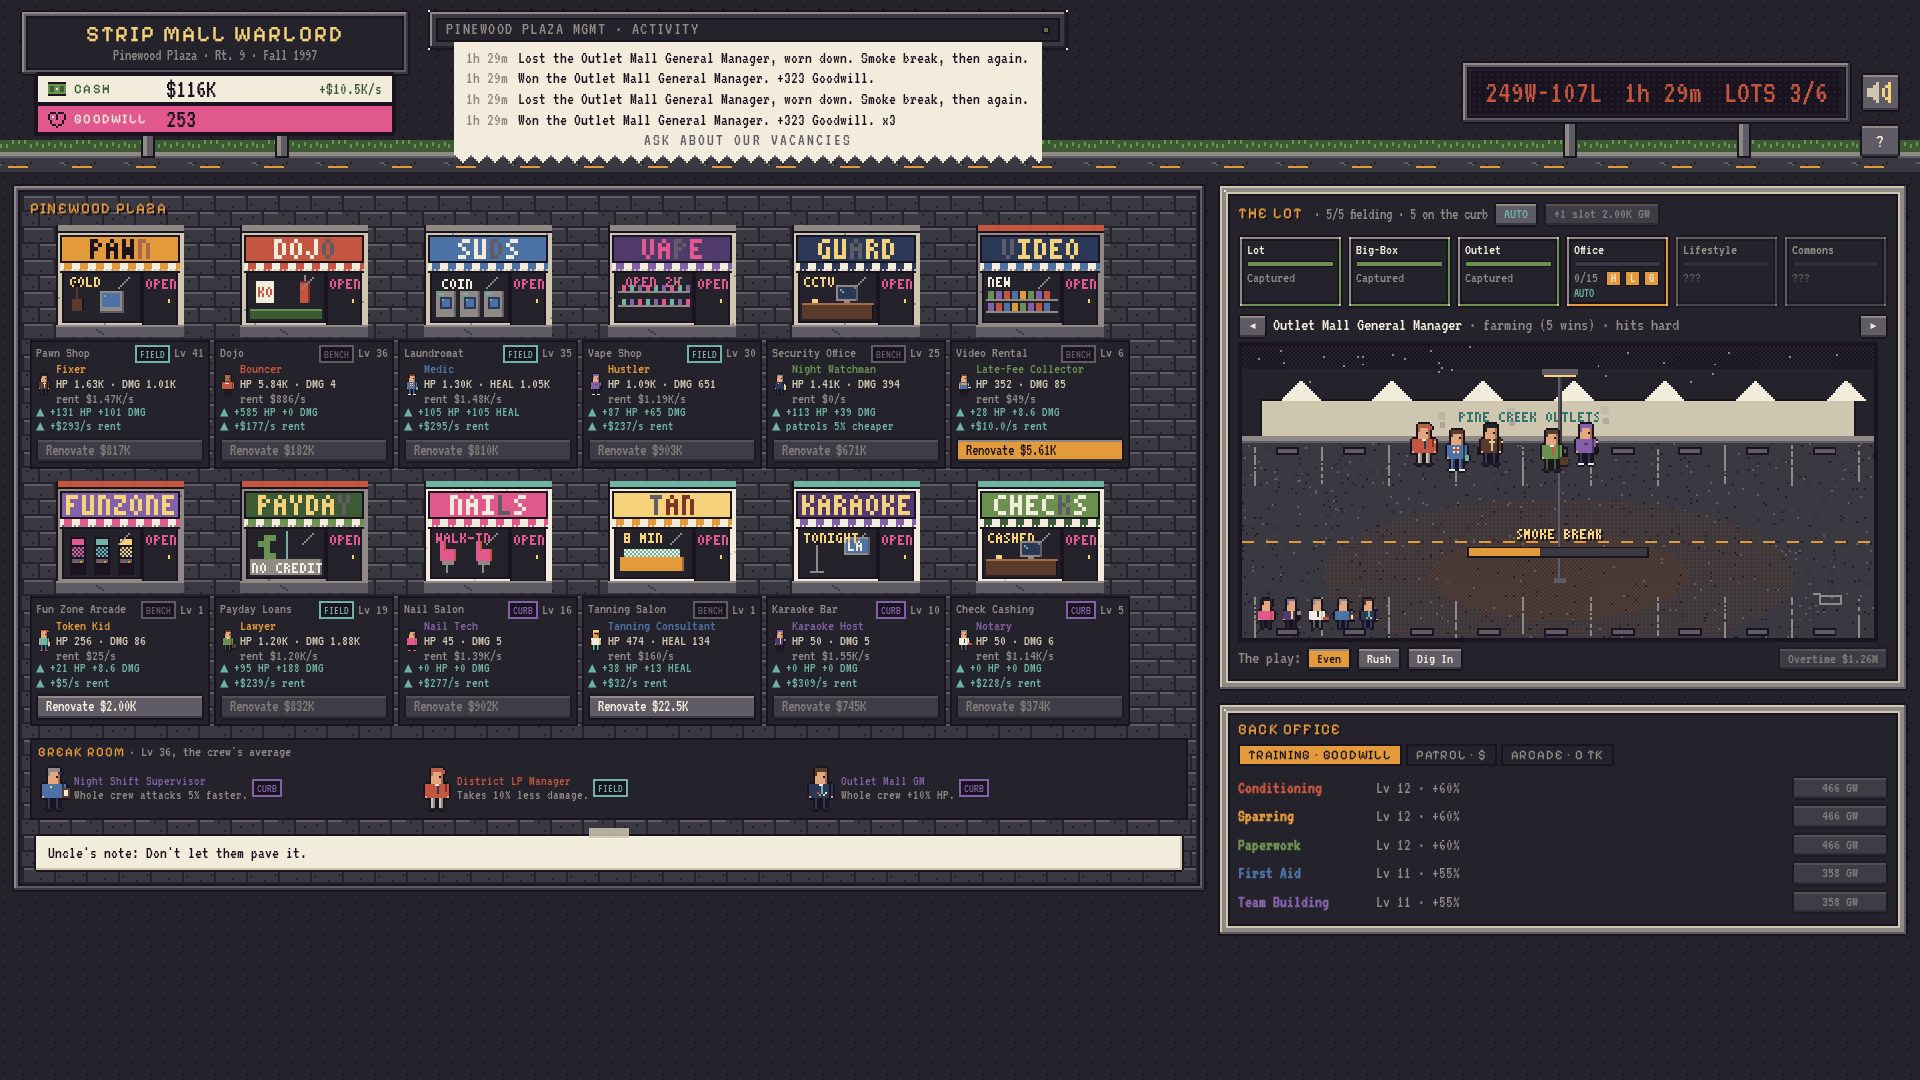 STRIP MALL WARLORD
Pinewood Plaza · Rt. 9 · Fall 1997
CASH $116K +$10.5K/s
GOODWILL 253
PINEWOOD PLAZA MGMT · ACTIVITY
1h 29m Lost the Outlet Mall General Manager, worn down. Smoke break, then again.
1h 29m Won the Outlet Mall General Manager. +323 Goodwill.
1h 29m Lost the Outlet Mall General Manager, worn down. Smoke break, then again.
1h 29m Won the Outlet Mall General Manager. +323 Goodwill. x3
ASK ABOUT OUR VACANCIES
249W-107L 1h 29m LOTS 3/6
?
PINEWOOD PLAZA
PAWN DOJO SUDS VAPE GUARD VIDEO
GOLD OPEN KO OPEN COIN OPEN OPEN 24 OPEN CCTV OPEN NEW OPEN
Pawn Shop FIELD Lv 41
Fixer
HP 1.63K · DMG 1.01K
rent $1.47K/s
▲ +131 HP +101 DMG
▲ +$293/s rent
Renovate $817K
Dojo BENCH Lv 36
Bouncer
HP 5.84K · DMG 4
rent $886/s
▲ +585 HP +0 DMG
▲ +$177/s rent
Renovate $182K
Laundromat FIELD Lv 35
Medic
HP 1.30K · HEAL 1.05K
rent $1.48K/s
▲ +105 HP +105 HEAL
▲ +$295/s rent
Renovate $810K
Vape Shop FIELD Lv 30
Hustler
HP 1.09K · DMG 651
rent $1.19K/s
▲ +87 HP +65 DMG
▲ +$237/s rent
Renovate $903K
Security Office BENCH Lv 25
Night Watchman
HP 1.41K · DMG 394
rent $0/s
▲ +113 HP +39 DMG
▲ patrols 5% cheaper
Renovate $671K
Video Rental BENCH Lv 6
Late-Fee Collector
HP 352 · DMG 85
rent $49/s
▲ +28 HP +8.6 DMG
▲ +$10.0/s rent
Renovate $5.61K
FUNZONE PAYDAY NAILS TAN KARAOKE CHECKS
OPEN NO CREDIT OPEN WALK-IN OPEN 8 MIN OPEN TONIGHT LA OPEN CASHED OPEN
Fun Zone Arcade BENCH Lv 1
Token Kid
HP 256 · DMG 86
rent $25/s
▲ +21 HP +8.6 DMG
▲ +$5/s rent
Renovate $2.00K
Payday Loans FIELD Lv 19
Lawyer
HP 1.20K · DMG 1.88K
rent $1.20K/s
▲ +95 HP +188 DMG
▲ +$239/s rent
Renovate $832K
Nail Salon CURB Lv 16
Nail Tech
HP 45 · DMG 5
rent $1.39K/s
▲ +0 HP +0 DMG
▲ +$277/s rent
Renovate $902K
Tanning Salon BENCH Lv 1
Tanning Consultant
HP 474 · HEAL 134
rent $160/s
▲ +38 HP +13 HEAL
▲ +$32/s rent
Renovate $22.5K
Karaoke Bar CURB Lv 10
Karaoke Host
HP 50 · DMG 5
rent $1.55K/s
▲ +0 HP +0 DMG
▲ +$309/s rent
Renovate $745K
Check Cashing CURB Lv 5
Notary
HP 50 · DMG 6
rent $1.14K/s
▲ +0 HP +0 DMG
▲ +$228/s rent
Renovate $374K
BREAK ROOM · Lv 36, the crew's average
Night Shift Supervisor
Whole crew attacks 5% faster. CURB
District LP Manager
Takes 10% less damage. FIELD
Outlet Mall GM
Whole crew +10% HP. CURB
Uncle's note: Don't let them pave it.
THE LOT · 5/5 fielding · 5 on the curb AUTO +1 slot 2.00K GW
Lot
Captured
Big-Box
Captured
Outlet
Captured
Office
0/15 H L G
AUTO
Lifestyle
???
Commons
???
◄ Outlet Mall General Manager · farming (5 wins) · hits hard ►
PINE CREEK OUTLETS
SMOKE BREAK
The play: Even Rush Dig In Overtime $1.26M
BACK OFFICE
TRAINING · GOODWILL PATROL · $ ARCADE · 0 TK
Conditioning Lv 12 · +60% 466 GW
Sparring Lv 12 · +60% 466 GW
Paperwork Lv 12 · +60% 466 GW
First Aid Lv 11 · +55% 358 GW
Team Building Lv 11 · +55% 358 GW